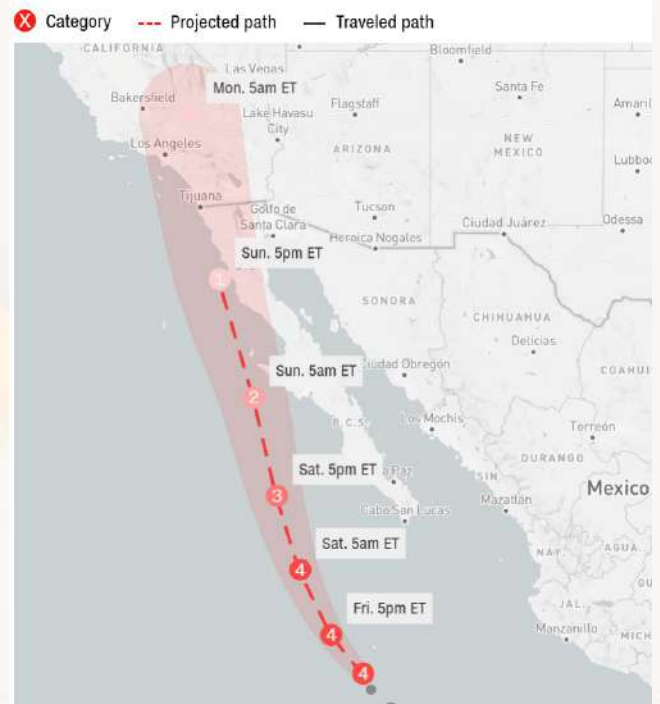 X Category --- Projected path — Traveled path
CALIFORNIA
Bloomfield
Las Vegas
Mon. 5am ET
Santa Fe
Bakersfield
Lake Havasu
City
Flagstaff
Amaril
Los Angeles
ARIZONA
NEW
MEXICO
Lubbo
Tijuana
Golfo de
Santa Clara
Tucson
Ciudad Juárez
Odessa
Heroica Nogales
Sun. 5pm ET
1
SONORA
CHIHUAHUA
Delicias
Sun. 5am ET
Ciudad Obregón
COAHUI
2
B.C.S.
Los Mochis
Torreón
Sat. 5pm ET
a Paz
SIN
DURANGO
Mexico
3
Cabo San Lucas
Mazatlán
Sat. 5am ET
4
NAY.
AGUA.
Fri. 5pm ET
JAL.
GU
4
Manzanillo
MICH
4